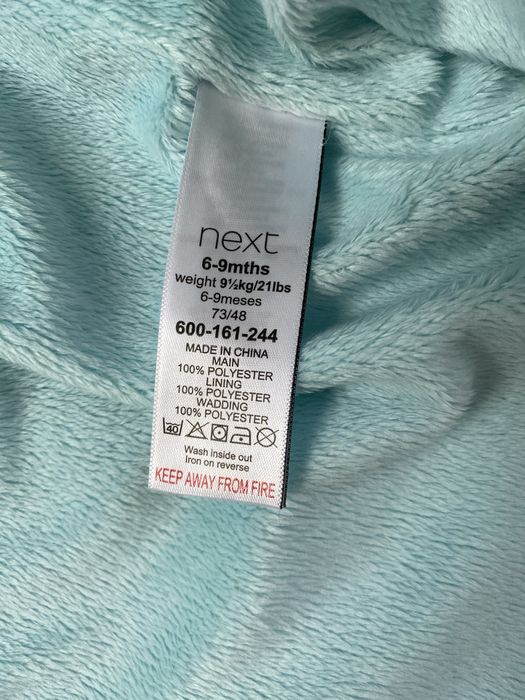 next
6-9mths
weight 9½kg/21lbs
6-9meses
73/48
600-161-244
MADE IN CHINA
MAIN
100% POLYESTER
LINING
100% POLYESTER
WADDING
100% POLYESTER
40
Wash inside out
Iron on reverse
KEEP AWAY FROM FIRE